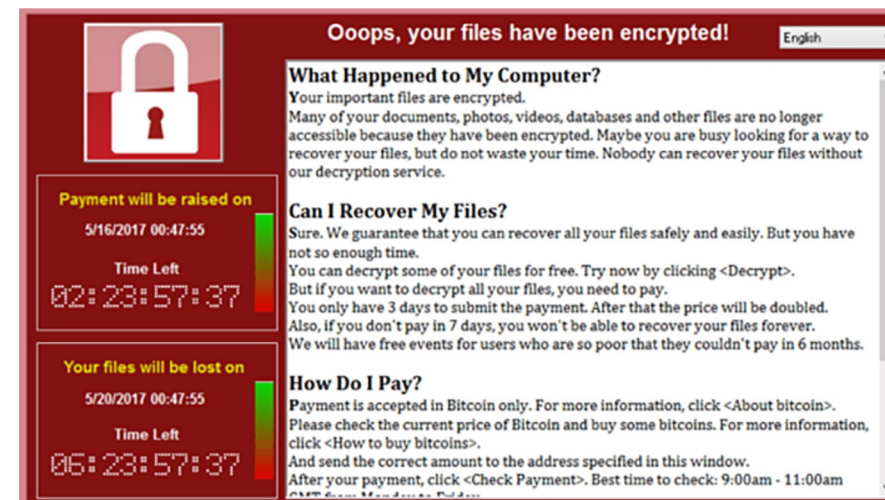 Ooops, your files have been encrypted!
English
Payment will be raised on
5/16/2017 00:47:55
Time Left
02:23:57:37
Your files will be lost on
5/20/2017 00:47:55
Time Left
06:23:57:37
What Happened to My Computer?
Your important files are encrypted.
Many of your documents, photos, videos, databases and other files are no longer
accessible because they have been encrypted. Maybe you are busy looking for a way to
recover your files, but do not waste your time. Nobody can recover your files without
our decryption service.
Can I Recover My Files?
Sure. We guarantee that you can recover all your files safely and easily. But you have
not so enough time.
You can decrypt some of your files for free. Try now by clicking <Decrypt>.
But if you want to decrypt all your files, you need to pay.
You only have 3 days to submit the payment. After that the price will be doubled.
Also, if you don't pay in 7 days, you won't be able to recover your files forever.
We will have free events for users who are so poor that they couldn't pay in 6 months.
How Do I Pay?
Payment is accepted in Bitcoin only. For more information, click <About bitcoin>.
Please check the current price of Bitcoin and buy some bitcoins. For more information,
click <How to buy bitcoins>.
And send the correct amount to the address specified in this window.
After your payment, click <Check Payment>. Best time to check: 9:00am - 11:00am
GMT from Monday to Friday.